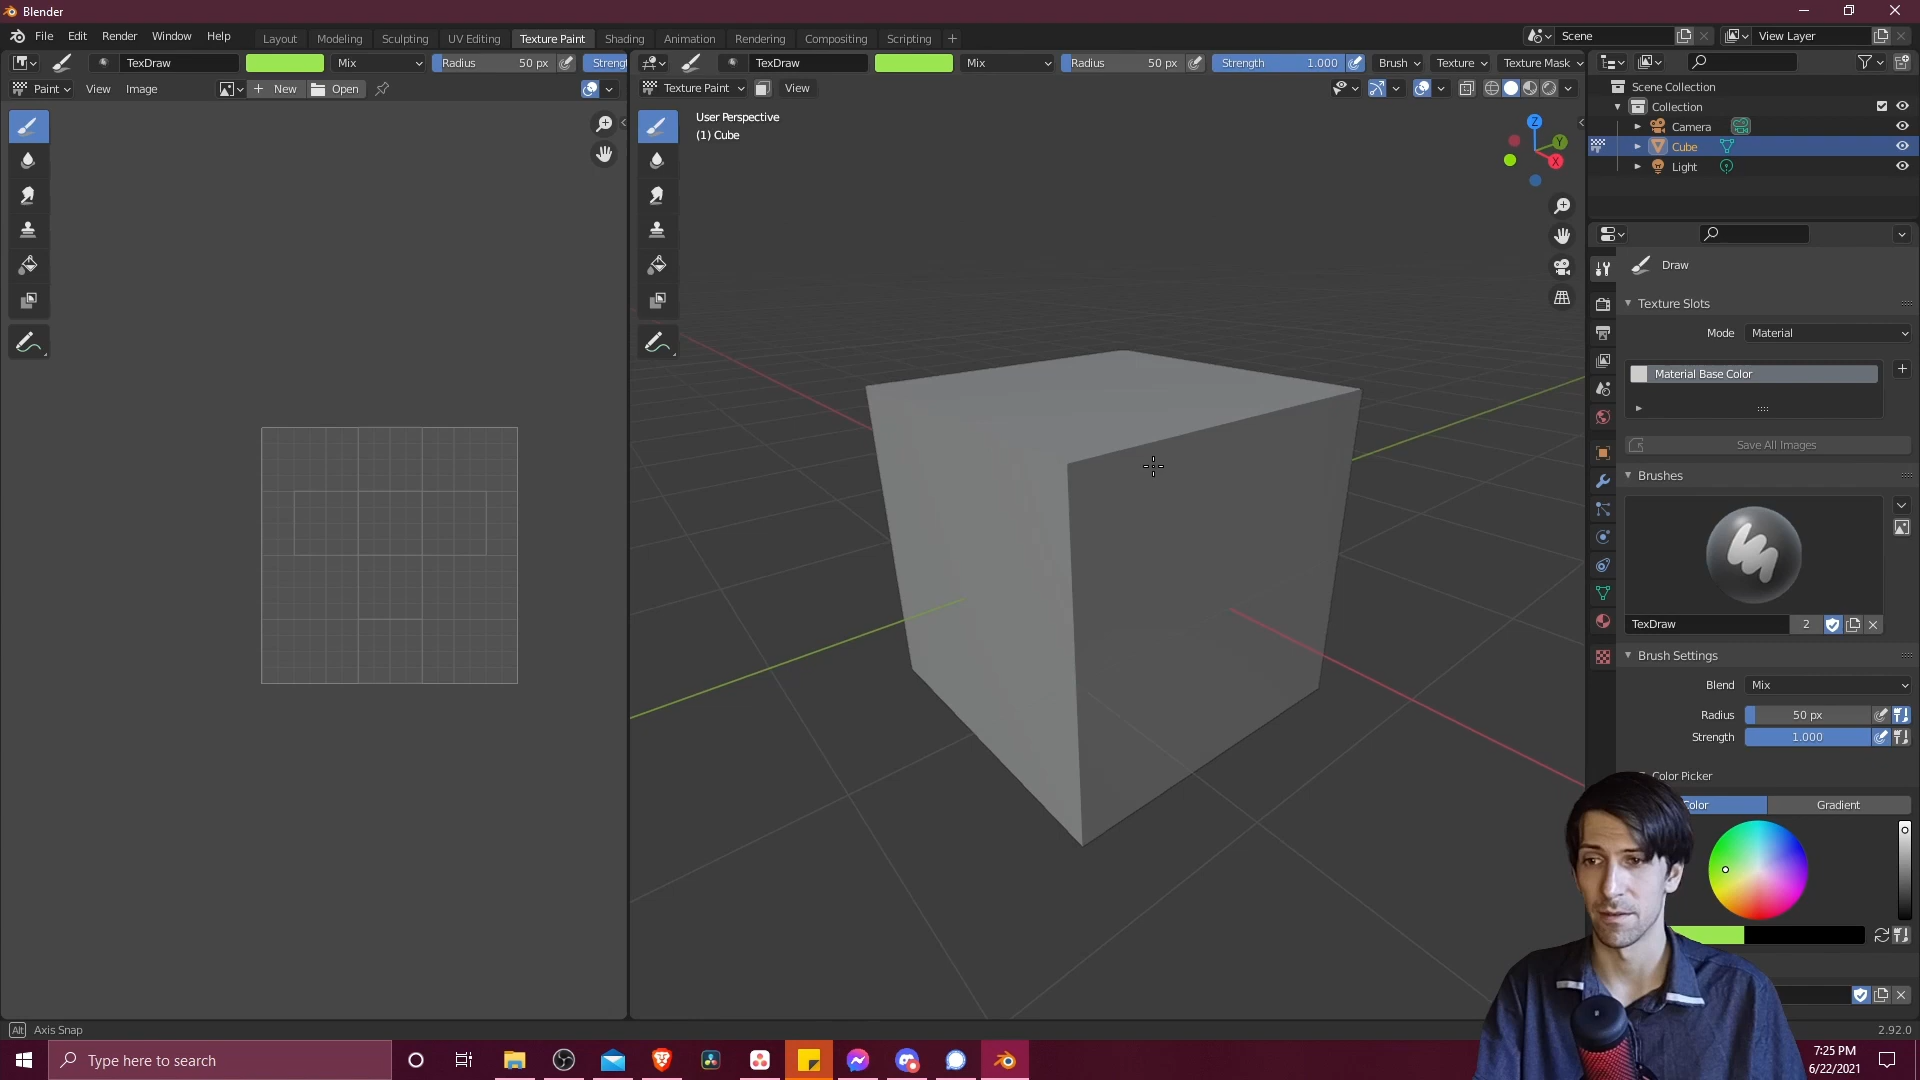 Blender
File Edit Render Window Help
Layout Modeling Sculpting UV Editing Texture Paint Shading Animation Rendering Compositing Scripting +
Scene
View Layer
TexDraw Mix Radius 50 px
TexDraw Mix Radius 50 px Strength 1.000 Brush Texture Texture Mask
Paint View Image + New Open
Texture Paint View
User Perspective
(1) Cube
Z
Y
X
Scene Collection
Collection
Camera
Cube
Light
Draw
Texture Slots
Mode Material
Material Base Color
Save All Images
Brushes
TexDraw 2
Brush Settings
Blend Mix
Radius 50 px
Strength 1.000
Color Picker
Color Gradient
Alt Axis Snap
2.92.0
Type here to search
7:25 PM
6/22/2021